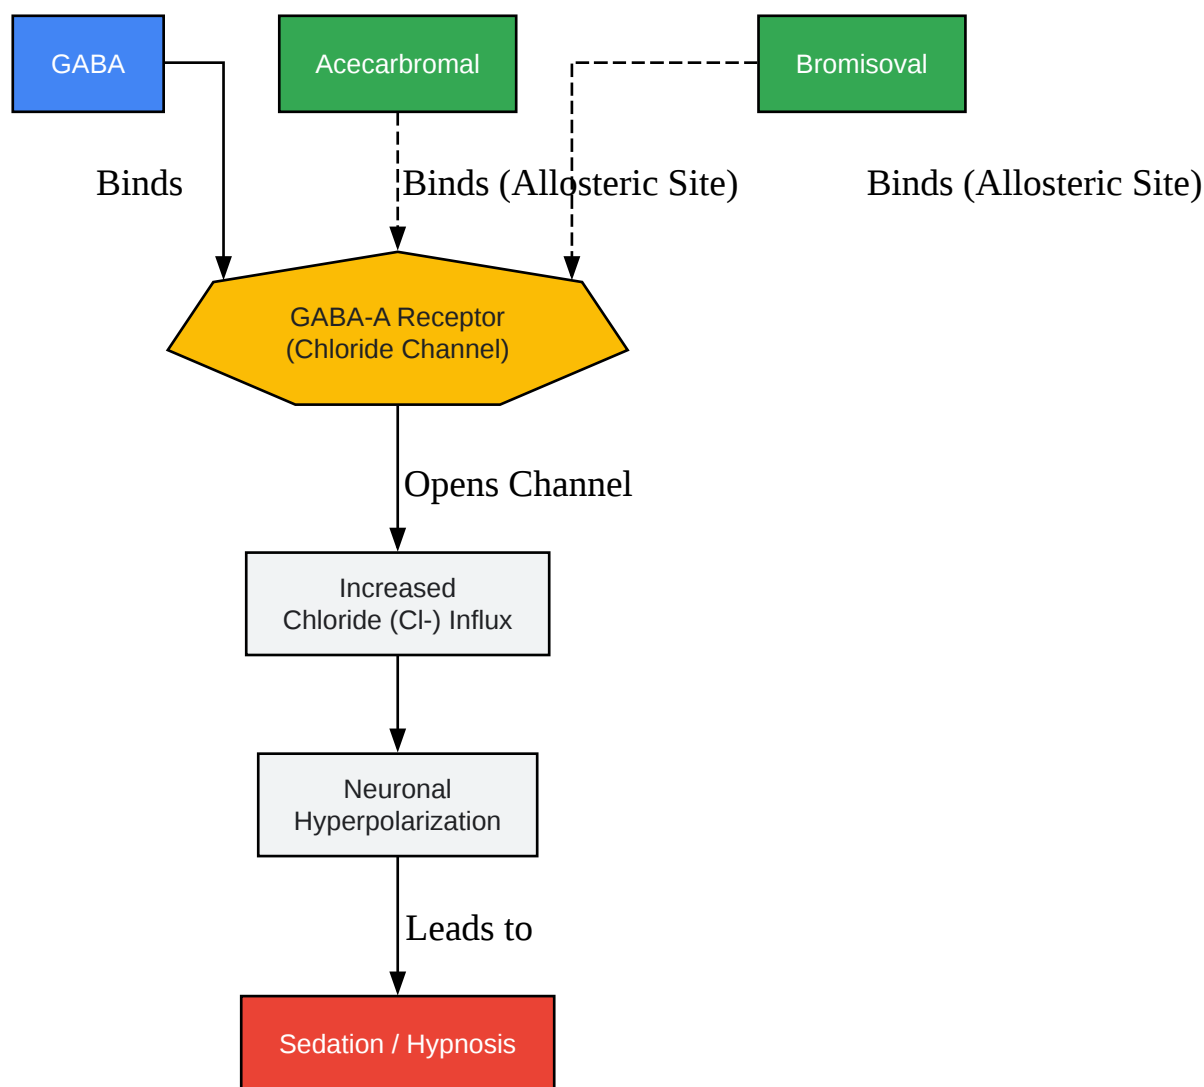 GABA
Acecarbromal
Bromisoval
Binds
Binds (Allosteric Site)
Binds (Allosteric Site)
GABA-A Receptor
(Chloride Channel)
Opens Channel
Increased
Chloride (Cl-) Influx
Neuronal
Hyperpolarization
Leads to
Sedation / Hypnosis